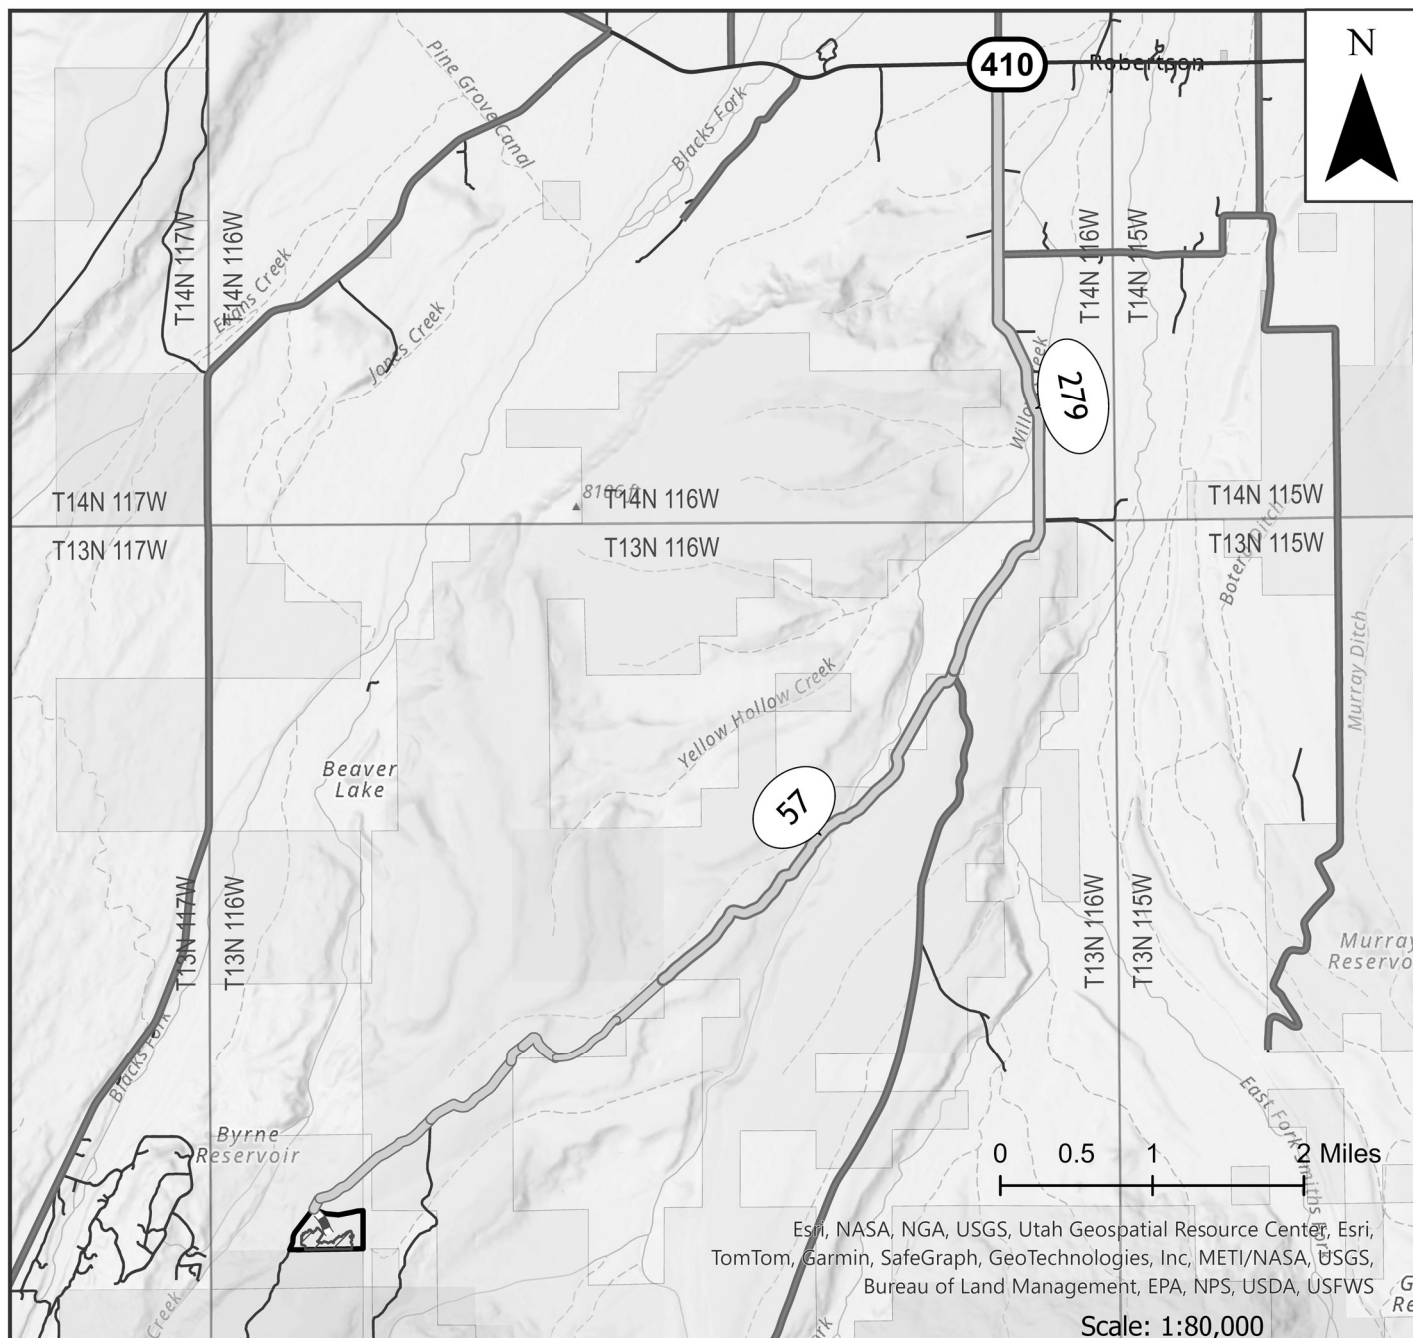 N
Pine Grove Canal
410
Robertson
Blacks Fork
T14N 117W
T14N 116W
Evans Creek
T14N 116W
T14N 115W
Jones Creek
279
8186 ft
T14N 117W
T14N 116W
T14N 115W
T13N 117W
T13N 116W
T13N 115W
Murray Ditch
Yellow Hollow Creek
Beaver
Lake
57
T13N 117W
T13N 116W
T13N 116W
T13N 115W
Murray
Blacks Fork
East Fork Smiths Fork
Byrne
Reservoir
0 0.5 1 2 Miles
Esri, NASA, NGA, USGS, Utah Geospatial Resource Center, Esri,
TomTom, Garmin, SafeGraph, GeoTechnologies, Inc, METI/NASA, USGS,
Bureau of Land Management, EPA, NPS, USDA, USFWS
Creek
Scale: 1:80,000